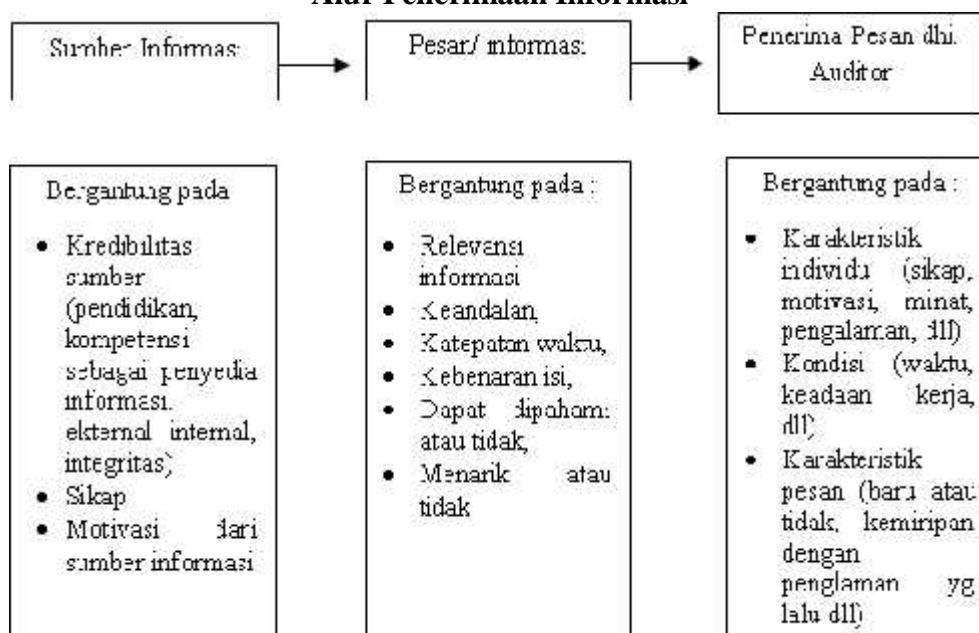 Alur Penerimaan Informasi
Sumber Informasi
Pesan/ informasi
Penerima Pesan dhi.
Auditor
Bergantung pada
• Kredibilitas
sumber
(pendidikan,
kompetensi
sebagai penyedia
informasi,
ekternal internal,
integritas)
• Sikap
• Motivasi dari
sumber informasi
Bergantung pada :
• Relevansi
informasi
• Keandalan,
• Katepatan waktu,
• Kebenaran isi,
• Dapat dipahami
atau tidak,
• Menarik atau
tidak
Bergantung pada :
• Karakteristik
individu (sikap,
motivasi, minat,
pengalaman, dll)
• Kondisi (waktu,
keadaan kerja,
dll)
• Karakteristik
pesan (baru atau
tidak, kemiripan
dengan
penglaman yg
lalu dll)